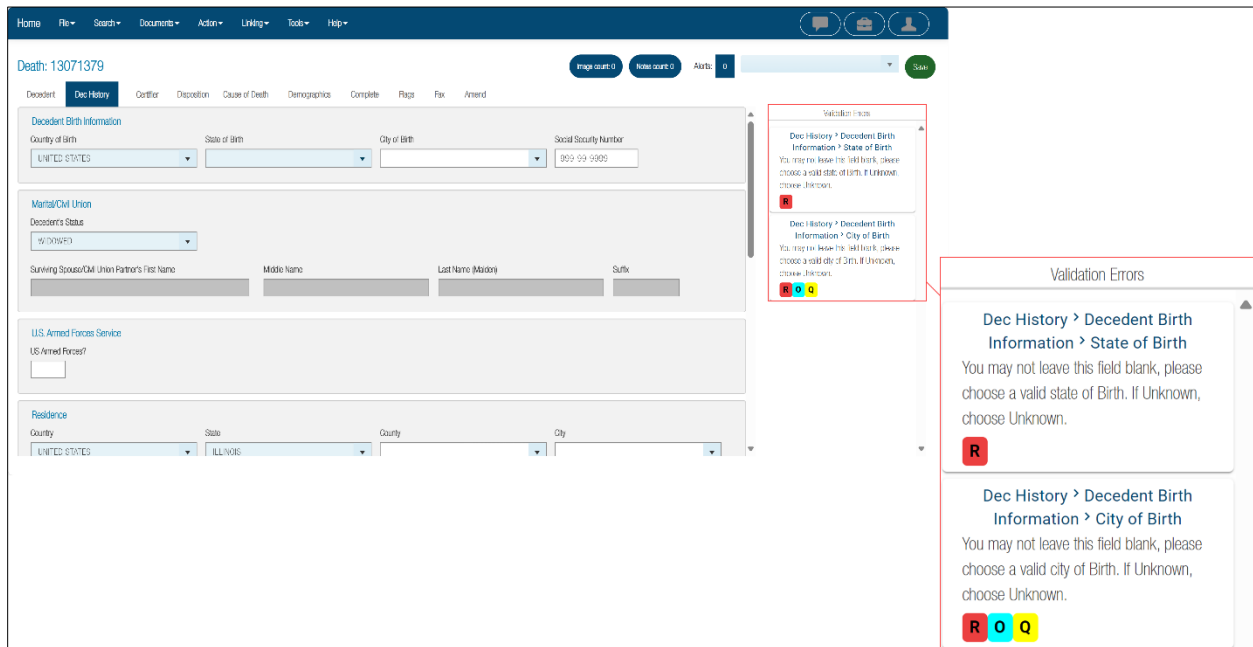 Home File Search Documents Action Linking Tools Help
Death: 13071379
Image count: 0 Notes count: 0 Alerts: 0 Save
Decedent Dec History Certifier Disposition Cause of Death Demographics Complete Flags Fax Amend
Decedent Birth Information
Country of Birth State of Birth City of Birth Social Security Number
UNITED STATES 999-99-9999
Marital/Civil Union
Decedent's Status
WIDOWED
Surviving Spouse/Civil Union Partner's First Name Middle Name Last Name (Maiden) Suffix
U.S. Armed Forces Service
US Armed Forces?
Residence
Country State County City
UNITED STATES ILLINOIS
Validation Errors
Dec History > Decedent Birth
Information > State of Birth
You may not leave this field blank, please
choose a valid state of Birth. If Unknown,
choose Unknown.
R
Dec History > Decedent Birth
Information > City of Birth
You may not leave this field blank, please
choose a valid city of Birth. If Unknown,
choose Unknown.
R O Q
Validation Errors
Dec History > Decedent Birth
Information > State of Birth
You may not leave this field blank, please
choose a valid state of Birth. If Unknown,
choose Unknown.
R
Dec History > Decedent Birth
Information > City of Birth
You may not leave this field blank, please
choose a valid city of Birth. If Unknown,
choose Unknown.
R O Q